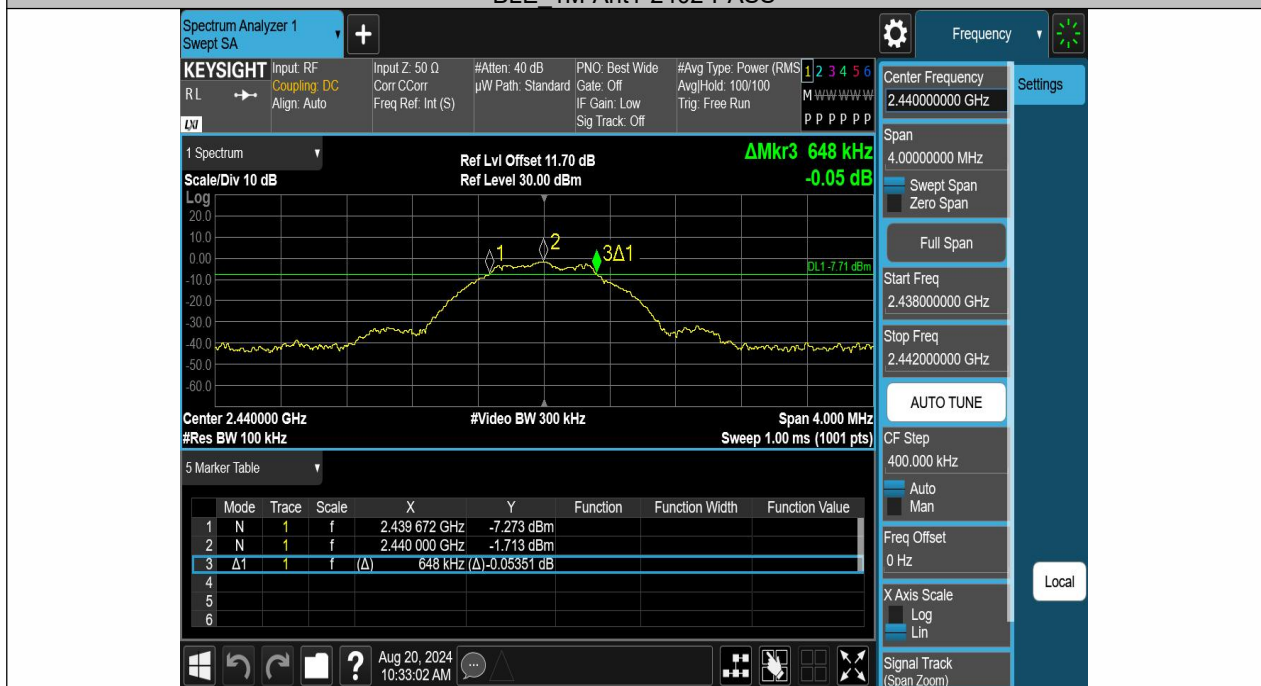 Spectrum Analyzer 1
Swept SA
+
Frequency
KEYSIGHT
RL
LXI
Input: RF
Coupling: DC
Align: Auto
Input Z: 50 Ω
Corr CCorr
Freq Ref: Int (S)
#Atten: 40 dB
µW Path: Standard
PNO: Best Wide
Gate: Off
IF Gain: Low
Sig Track: Off
#Avg Type: Power (RMS
Avg|Hold: 100/100
Trig: Free Run
1 2 3 4 5 6
M W W W W W
P P P P P P
1 Spectrum
Scale/Div 10 dB
Ref Lvl Offset 11.70 dB
Ref Level 30.00 dBm
ΔMkr3 648 kHz
-0.05 dB
Log
20.0
10.0
0.00
-10.0
-20.0
-30.0
-40.0
-50.0
-60.0
1
2
3Δ1
DL1 -7.71 dBm
Center 2.440000 GHz
#Video BW 300 kHz
Span 4.000 MHz
#Res BW 100 kHz
Sweep 1.00 ms (1001 pts)
5 Marker Table
Mode Trace Scale X Y Function Function Width Function Value
1 N 1 f 2.439 672 GHz -7.273 dBm
2 N 1 f 2.440 000 GHz -1.713 dBm
3 Δ1 1 f (Δ) 648 kHz (Δ) -0.05351 dB
4
5
6
?
Aug 20, 2024
10:33:02 AM
Center Frequency
2.440000000 GHz
Settings
Span
4.00000000 MHz
Swept Span
Zero Span
Full Span
Start Freq
2.438000000 GHz
Stop Freq
2.442000000 GHz
AUTO TUNE
CF Step
400.000 kHz
Auto
Man
Freq Offset
0 Hz
X Axis Scale
Log
Lin
Local
Signal Track
(Span Zoom)